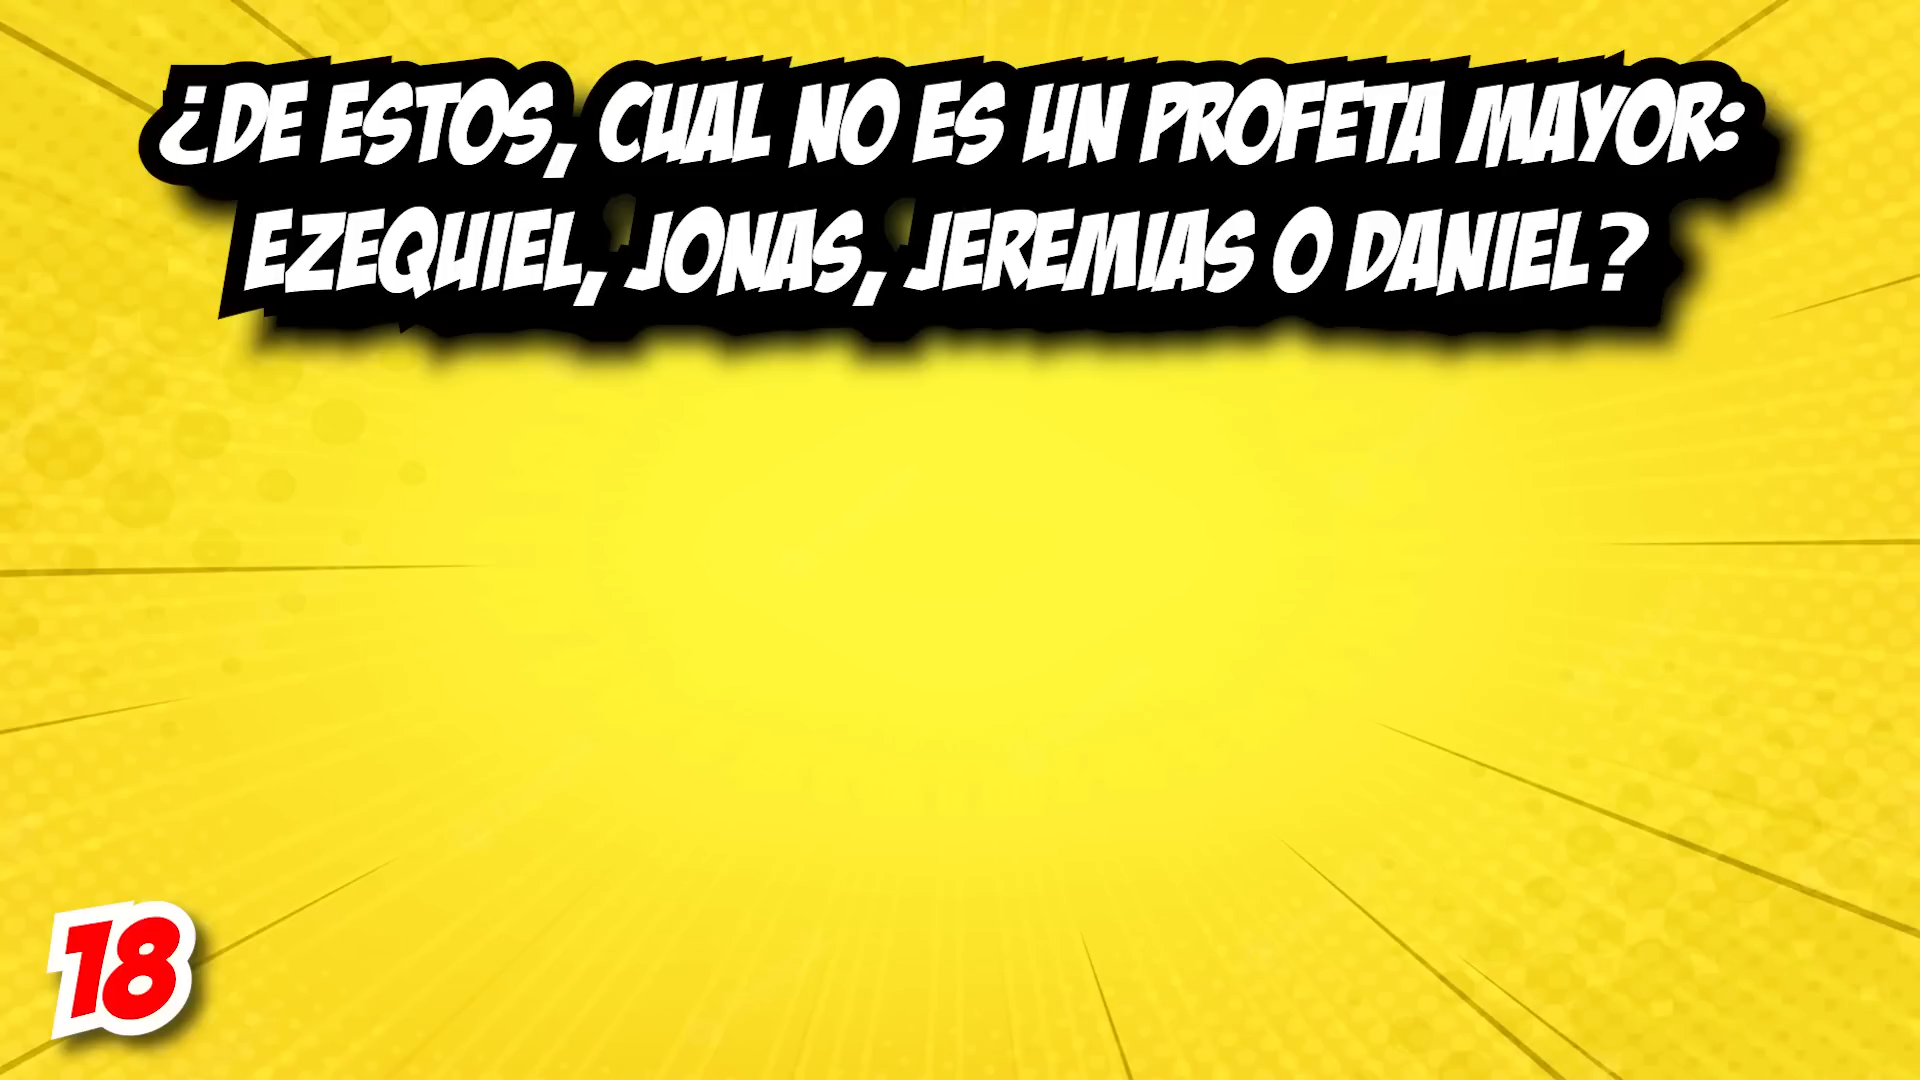 ¿DE ESTOS, CUAL NO ES UN PROFETA MAYOR:
EZEQUIEL, JONAS, JEREMIAS O DANIEL?
18